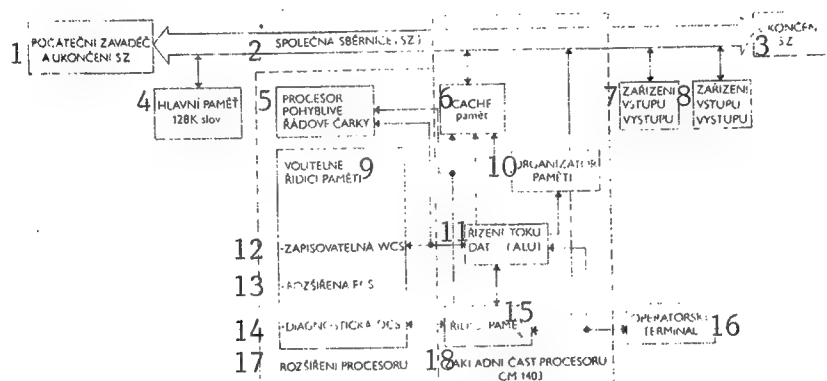 1 POČÁTEČNÍ ZAVADĚČ
A UKONČENÍ SZ
2 SPOLEČNÁ SBĚRNICE (SZ)
3 UKONČENÍ
SZ
4 HLAVNÍ PAMĚŤ
128K slov
5 PROCESOR
POHYBLIVÉ
ŘÁDOVÉ ČÁRKY
6 CACHE
paměť
7 ZAŘÍZENÍ
VSTUPU
VÝSTUPU
8 ZAŘÍZENÍ
VSTUPU
VÝSTUPU
VOLITELNÉ
ŘÍDICÍ PAMĚTI 9
10 ORGANIZÁTOR
PAMĚTI
11 ŘÍZENÍ TOKU
DAT (ALU)
12 -ZAPISOVATELNÁ WCS
13 -ROZŠÍŘENÁ ECS
14 -DIAGNOSTICKÁ DCS
ŘÍDICÍ PAMĚŤ 15
OPERÁTORSKÝ
TERMINÁL 16
17 ROZŠÍŘENÍ PROCESORU
18 ZÁKLADNÍ ČÁST PROCESORU
CM 1403